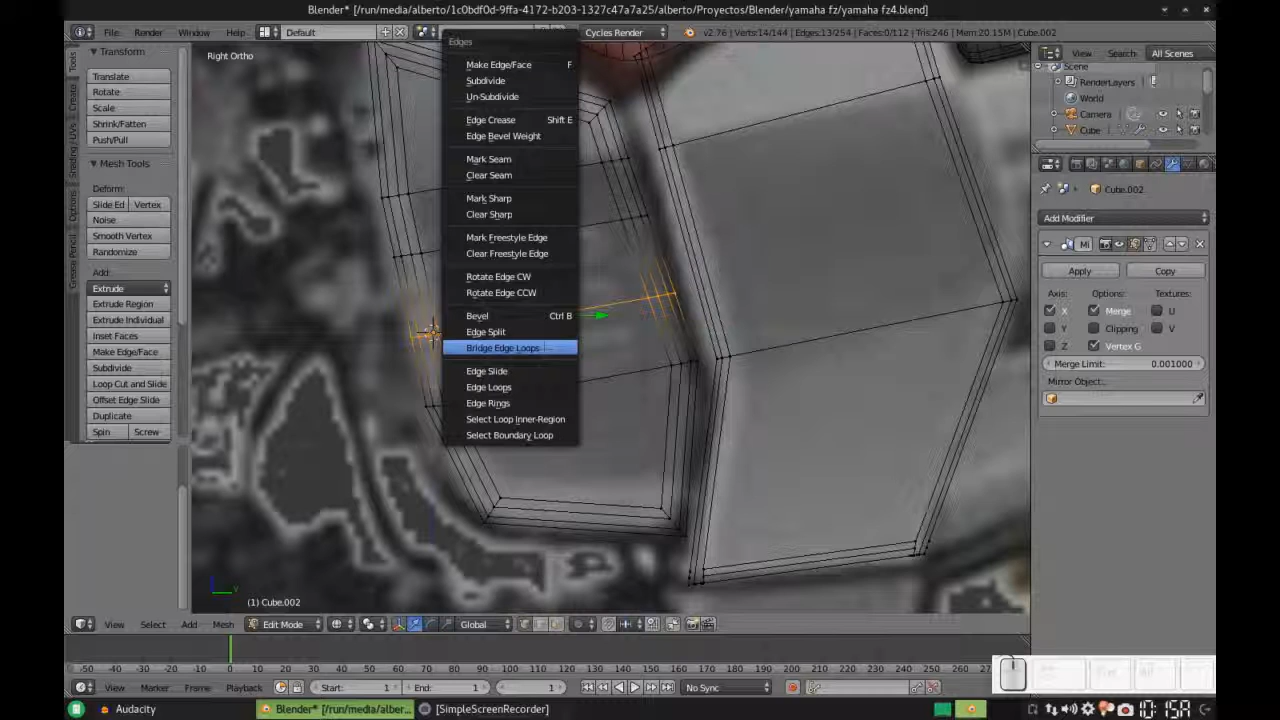 Blender* [/run/media/alberto/1c0bdf0d-9ffa-4172-b203-1327c47a7a25/alberto/Proyectos/Blender/yamaha fz/yamaha fz4.blend]
File Render Window Help Default Cycles Render v2.76 | Verts:14/144 | Edges:13/254 | Faces:0/112 | Tris:246 | Mem:20.15M | Cube.002
Transform
Translate
Rotate
Scale
Shrink/Fatten
Push/Pull
Mesh Tools
Deform:
Slide Ed Vertex
Noise
Smooth Vertex
Randomize
Add:
Extrude
Extrude Region
Extrude Individual
Inset Faces
Make Edge/Face
Subdivide
Loop Cut and Slide
Offset Edge Slide
Duplicate
Spin Screw
Tools
Create
Shading / UVs
Options
Grease Pencil
Right Ortho
Edges
Make Edge/Face F
Subdivide
Un-Subdivide
Edge Crease Shift E
Edge Bevel Weight
Mark Seam
Clear Seam
Mark Sharp
Clear Sharp
Mark Freestyle Edge
Clear Freestyle Edge
Rotate Edge CW
Rotate Edge CCW
Bevel Ctrl B
Edge Split
Bridge Edge Loops
Edge Slide
Edge Loops
Edge Rings
Select Loop Inner-Region
Select Boundary Loop
(1) Cube.002
View Search All Scenes
Scene
RenderLayers
World
Camera
Cube
Cube.002
Add Modifier
Mi
Apply Copy
Axis: Options: Textures:
X Merge U
Y Clipping V
Z Vertex G
Merge Limit: 0.001000
Mirror Object:
View Select Add Mesh Edit Mode Global
-50 -40 -30 -20 -10 0 10 20 30 40 50 60 70 80 90 100 110 120 130 140 150 160 170 180 190 200 210 220 230 240 250 260
View Marker Frame Playback Start: 1 End: 1 1 No Sync
Audacity Blender* [/run/media/alber... [SimpleScreenRecorder]